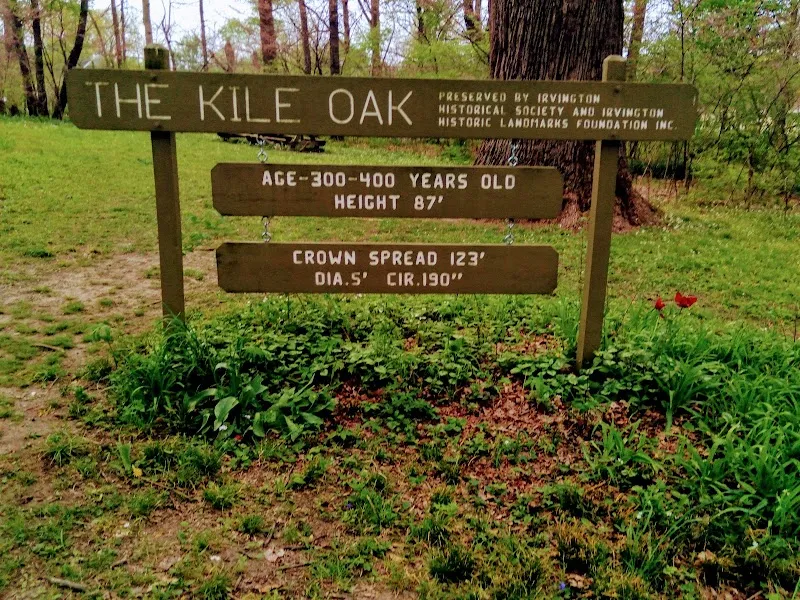 THE KILE OAK
PRESERVED BY IRVINGTON
HISTORICAL SOCIETY AND IRVINGTON
HISTORIC LANDMARKS FOUNDATION INC.
AGE-300-400 YEARS OLD
HEIGHT 87'
CROWN SPREAD 123'
DIA.5' CIR.190"